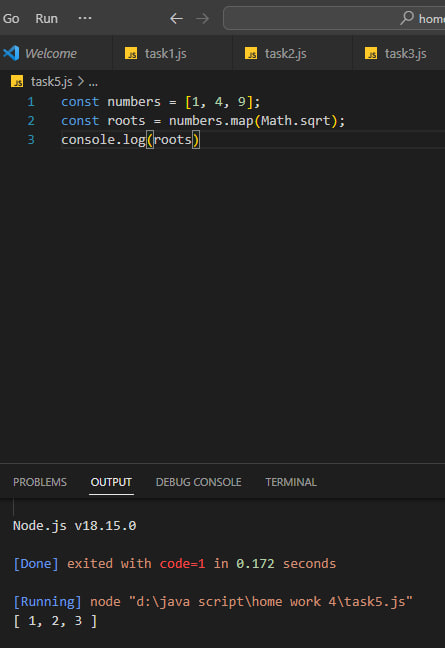 Go Run ... home
Welcome JS task1.js JS task2.js JS task3.js
JS task5.js > ...
1 const numbers = [1, 4, 9];
2 const roots = numbers.map(Math.sqrt);
3 console.log(roots)
PROBLEMS OUTPUT DEBUG CONSOLE TERMINAL
Node.js v18.15.0
[Done] exited with code=1 in 0.172 seconds
[Running] node "d:\java script\home work 4\task5.js"
[ 1, 2, 3 ]